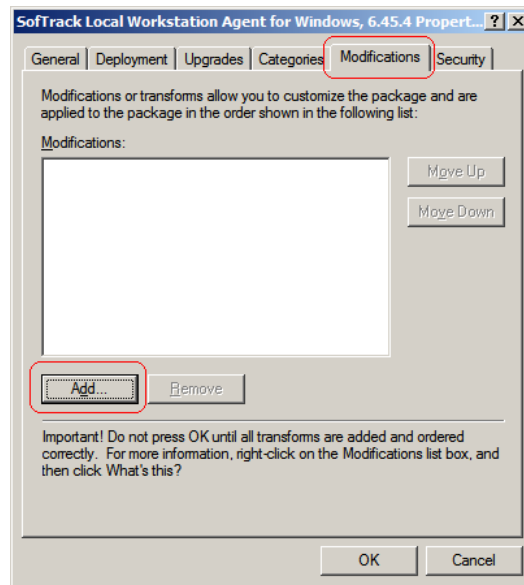 SofTrack Local Workstation Agent for Windows, 6.45.4 Propert...
General Deployment Upgrades Categories Modifications Security
Modifications or transforms allow you to customize the package and are
applied to the package in the order shown in the following list:
Modifications:
Move Up
Move Down
Add...
Remove
Important! Do not press OK until all transforms are added and ordered
correctly. For more information, right-click on the Modifications list box, and
then click What's this?
OK
Cancel